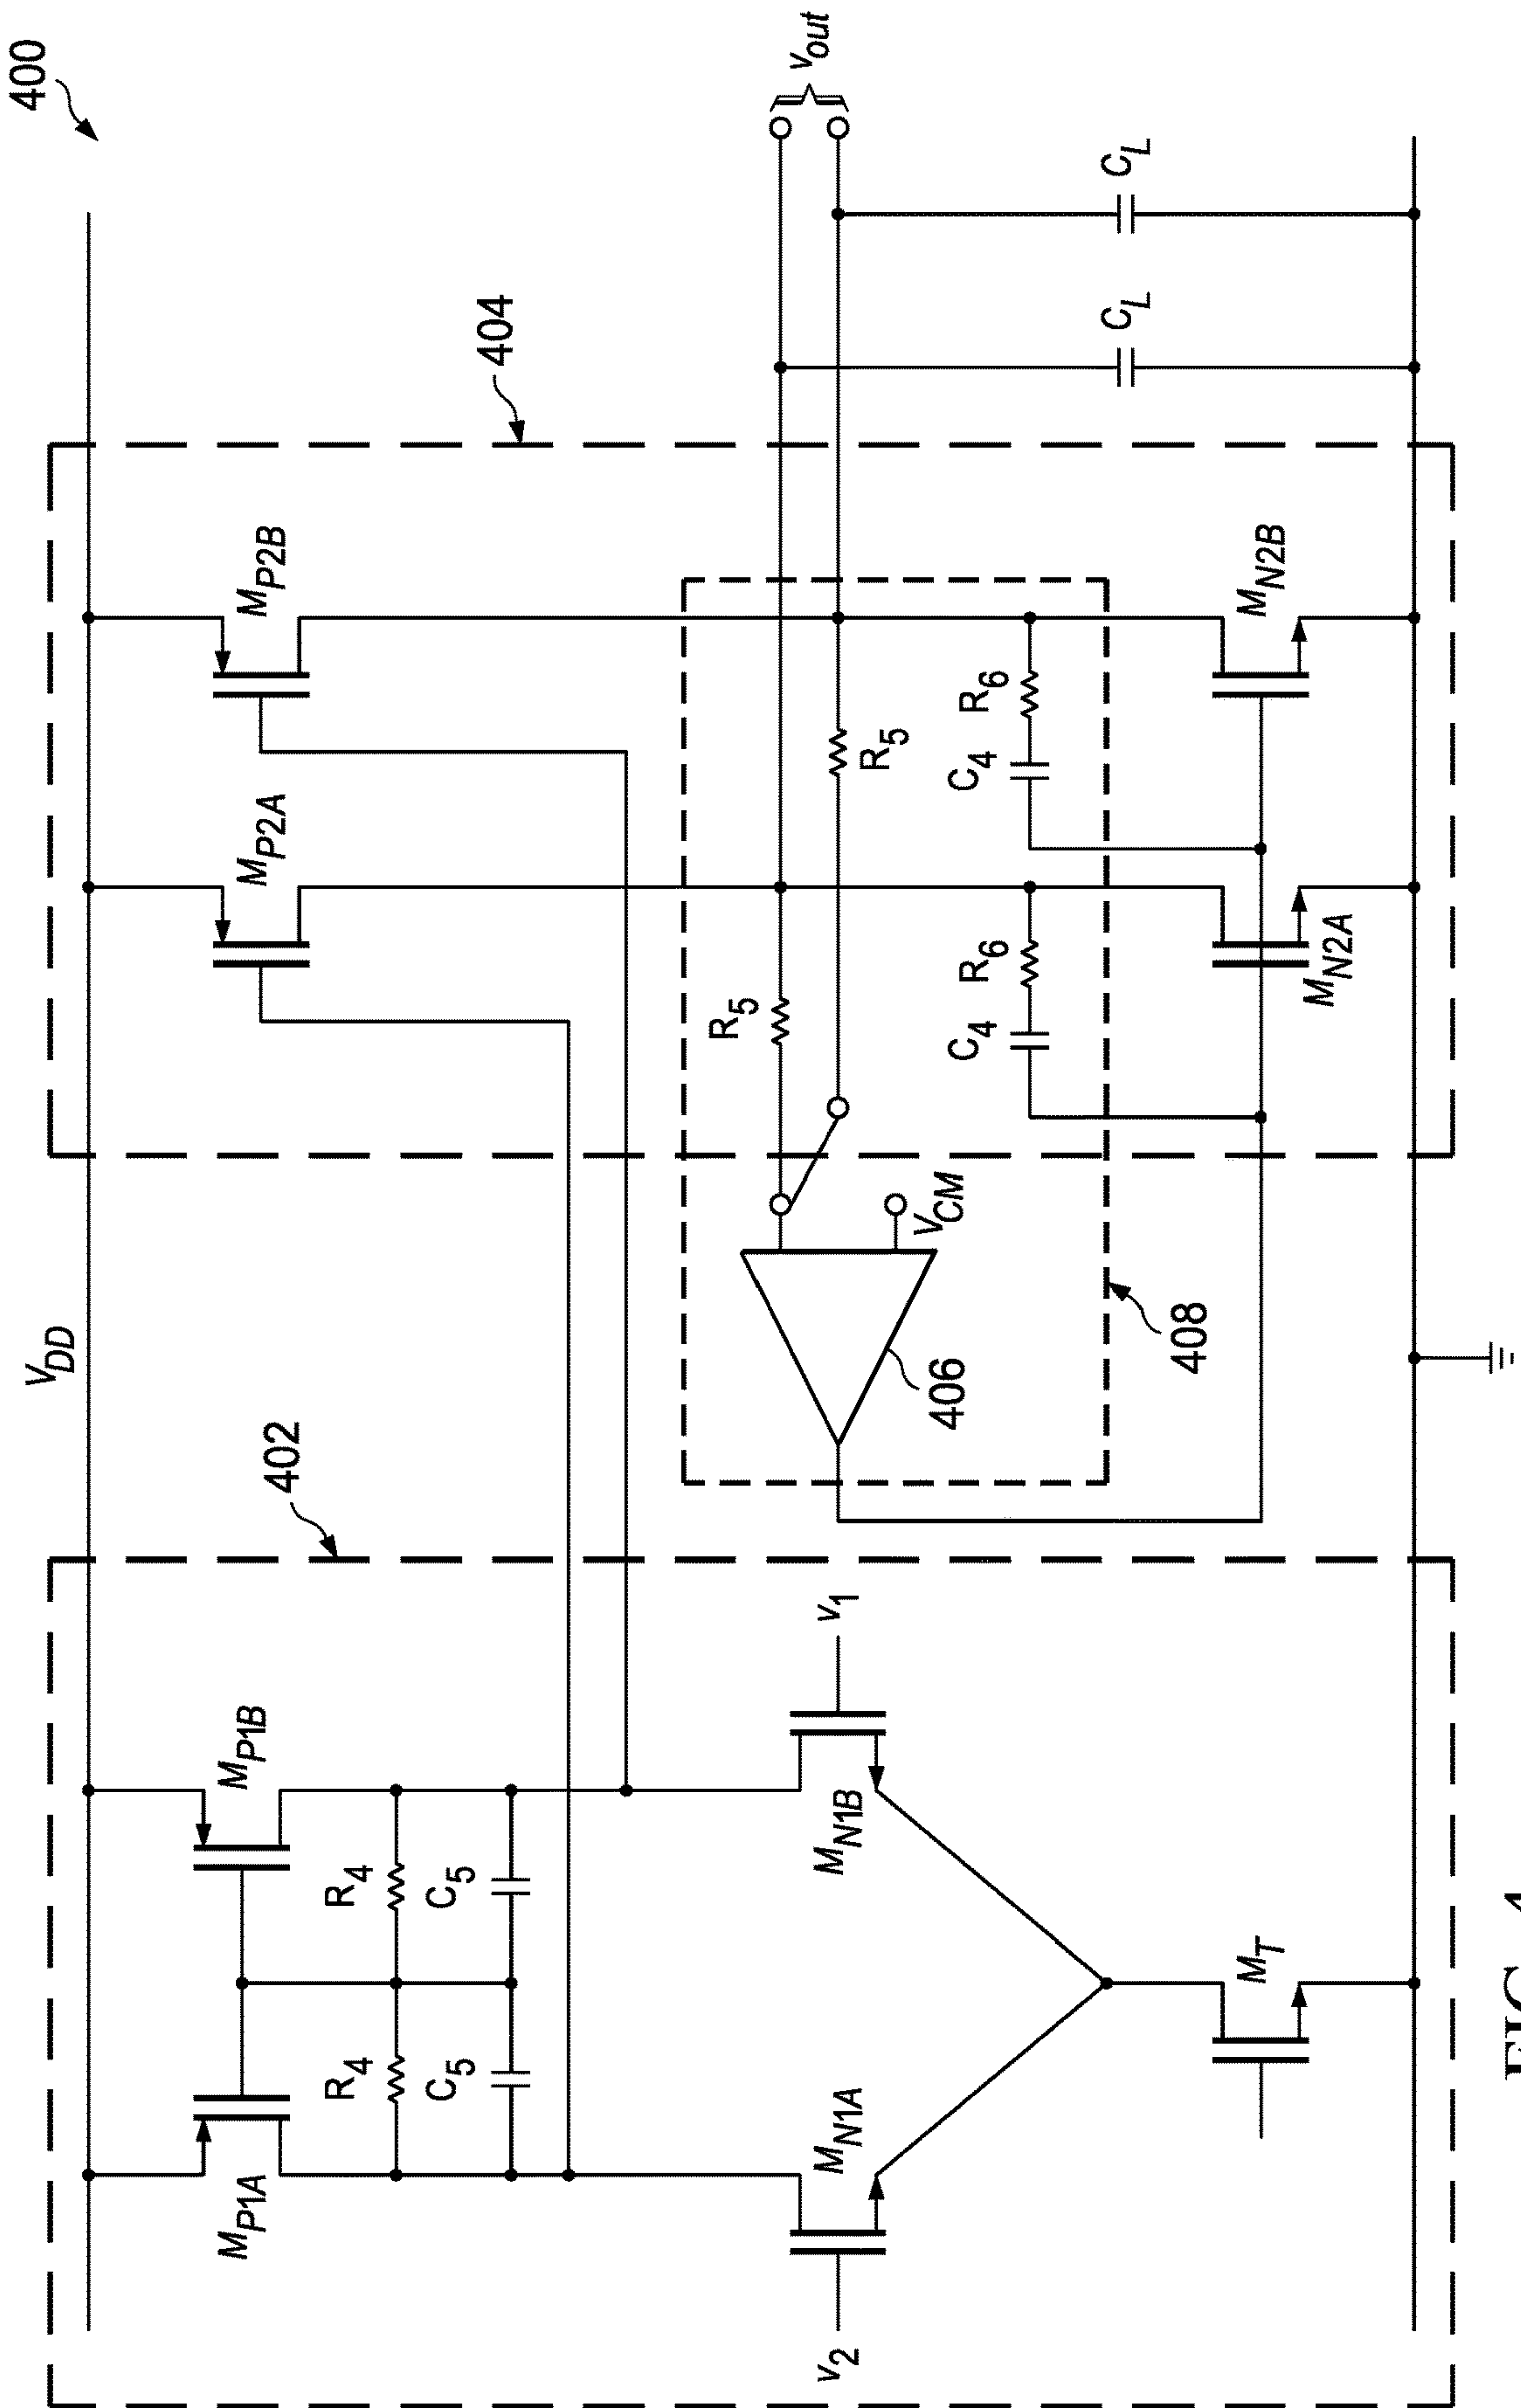 400
V_DD
402
404
M_P1A
M_P1B
M_P2A
M_P2B
R_4
R_4
C_5
C_5
v_out
R_5
R_5
406
V_CM
408
C_4
R_6
C_4
R_6
v_2
M_N1A
M_N1B
v_1
C_L
C_L
M_T
M_N2A
M_N2B